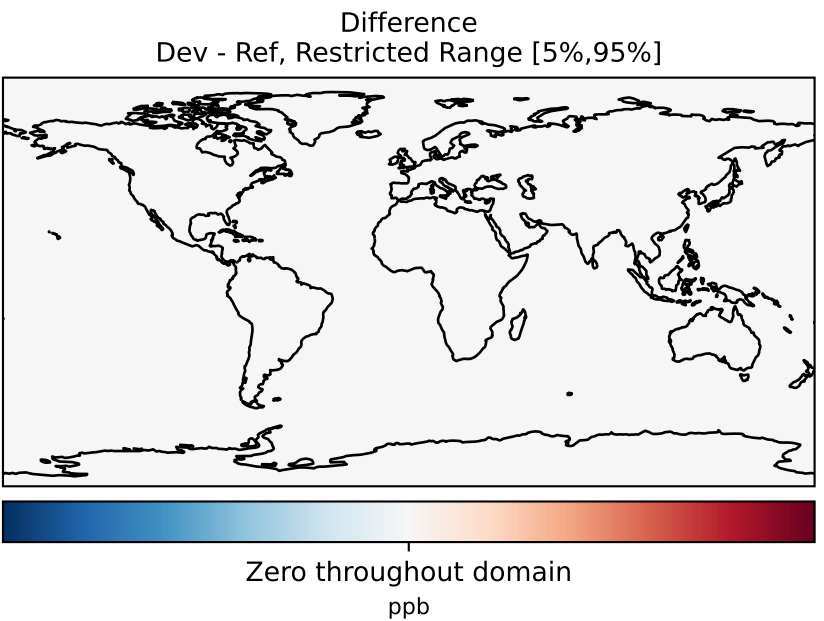 Difference
Dev - Ref, Restricted Range [5%,95%]
Zero throughout domain
ppb